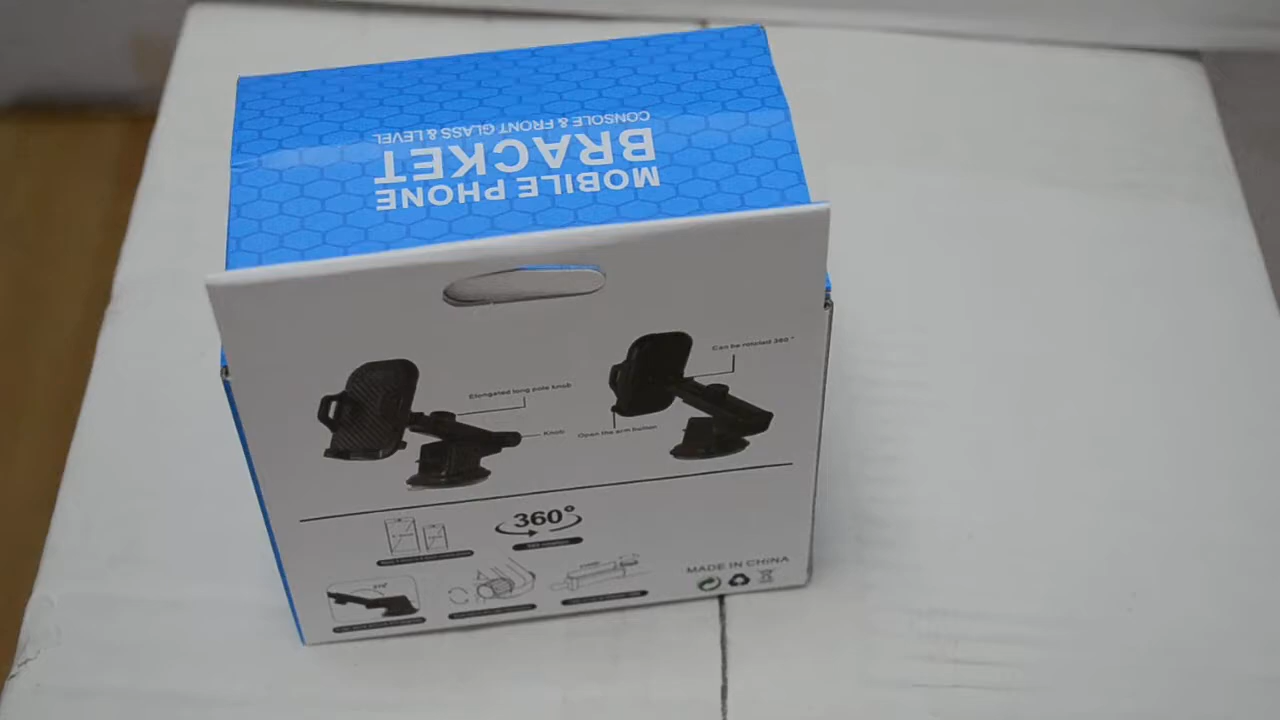 MOBILE PHONE
BRACKET
CONSOLE & FRONT GLASS & LEVEL
Can be rotated 360°
Elongated long pole knob
Knob
Open the arm button
360°
MADE IN CHINA